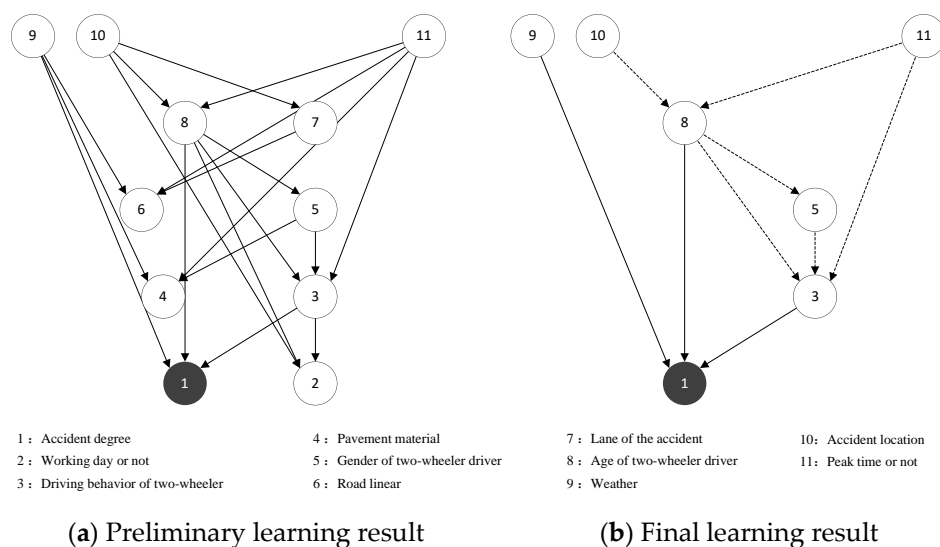 9
10
11
8
7
6
5
4
3
1
2
9
10
11
8
5
3
1
1：Accident degree
2：Working day or not
3：Driving behavior of two-wheeler
4：Pavement material
5：Gender of two-wheeler driver
6：Road linear
7：Lane of the accident
8：Age of two-wheeler driver
9：Weather
10：Accident location
11：Peak time or not
(a) Preliminary learning result
(b) Final learning result